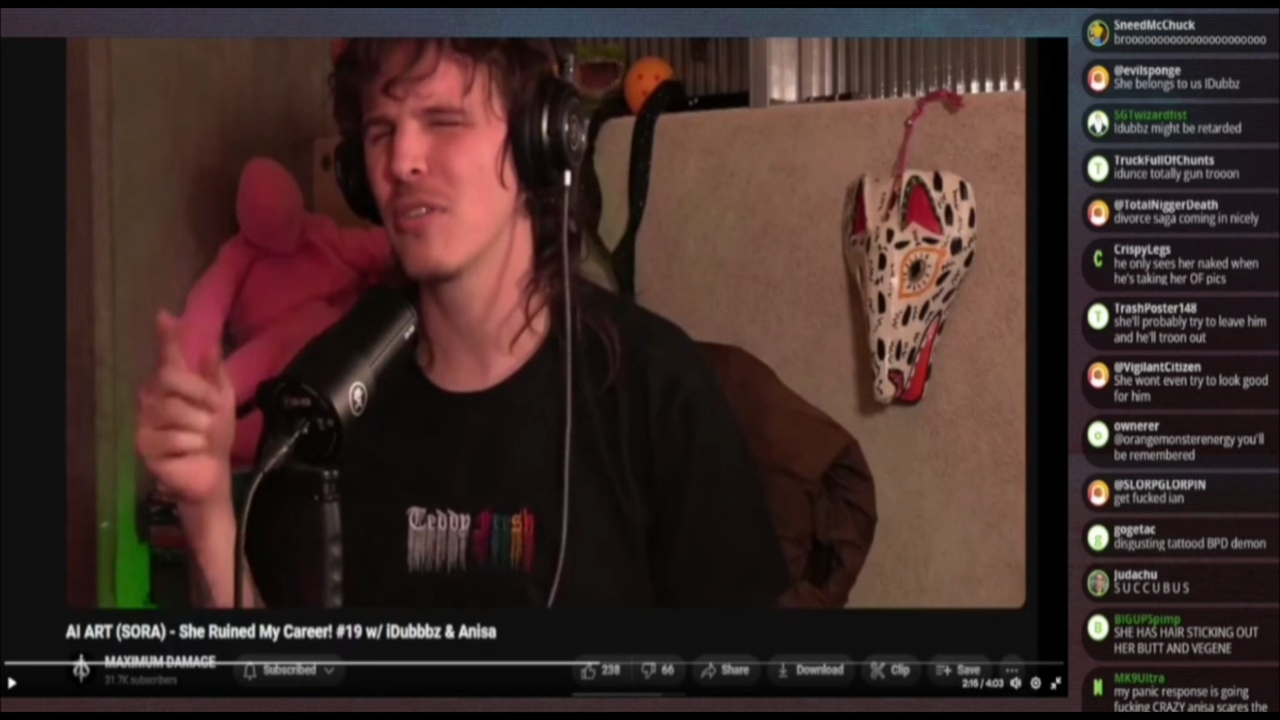 SneedMcChuck
broooooooooooooooooooooo
@evilsponge
She belongs to us IDubbz
SGTwizardfist
Idubbz might be retarded
TruckFullOfChunts
idunce totally gun trooon
@TotalNiggerDeath
divorce saga coming in nicely
CrispyLegs
he only sees her naked when
he's taking her OF pics
TrashPoster148
she'll probably try to leave him
and he'll troon out
@VigilantCitizen
She wont even try to look good
for him
ownerer
@orangemonsterenergy you'll
be remembered
@SLORPGLORPIN
get fucked ian
gogetac
disgusting tattood BPD demon
Judachu
S U C C U B U S
BIGUPSpimp
SHE HAS HAIR STICKING OUT
HER BUTT AND VEGENE
MK9Ultra
my panic response is going
fucking CRAZY anisa scares the
Teddy Fresh
AI ART (SORA) - She Ruined My Career! #19 w/ iDubbbz & Anisa
MAXIMUM DAMAGE
31.7K subscribers
Subscribed
238
66
Share
Download
Clip
Save
2:16 / 4:03